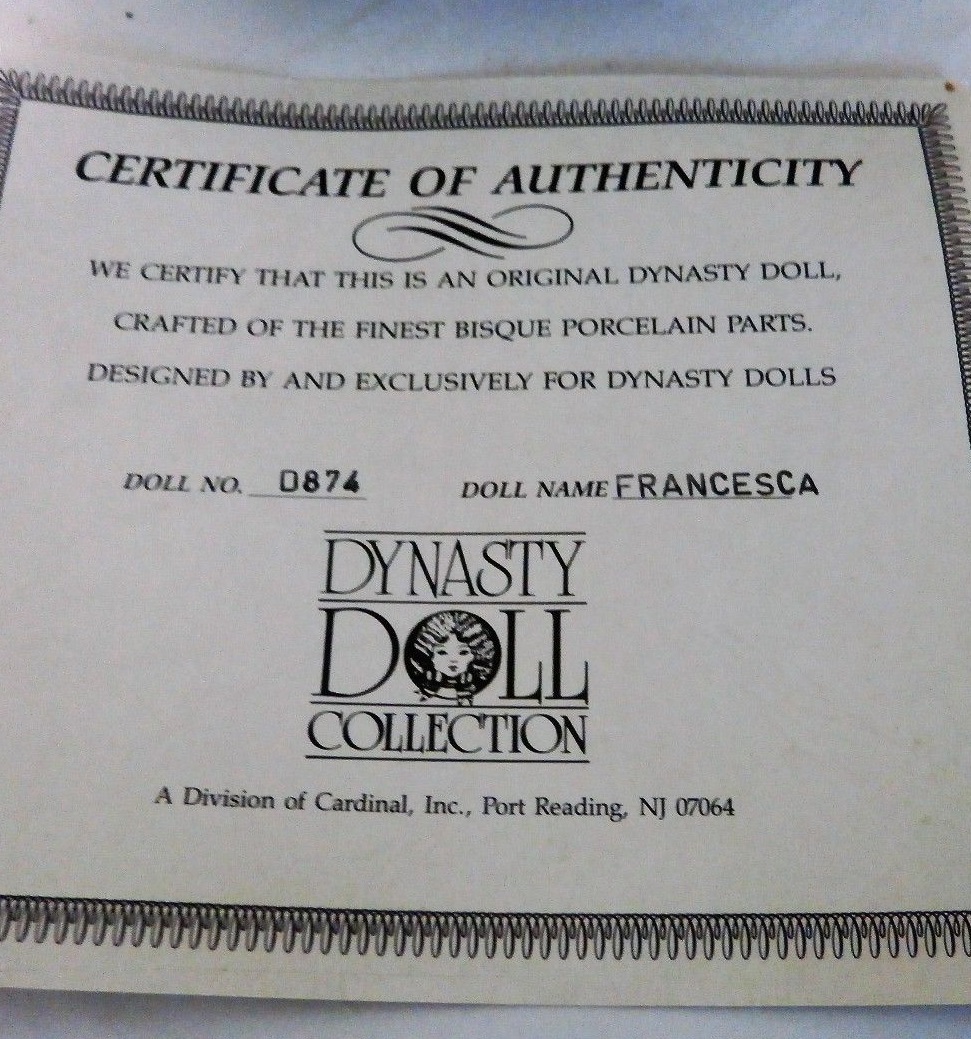 CERTIFICATE OF AUTHENTICITY
WE CERTIFY THAT THIS IS AN ORIGINAL DYNASTY DOLL,
CRAFTED OF THE FINEST BISQUE PORCELAIN PARTS.
DESIGNED BY AND EXCLUSIVELY FOR DYNASTY DOLLS
DOLL NO. 0874 DOLL NAME FRANCESCA
DYNASTY
DOLL
COLLECTION
A Division of Cardinal, Inc., Port Reading, NJ 07064